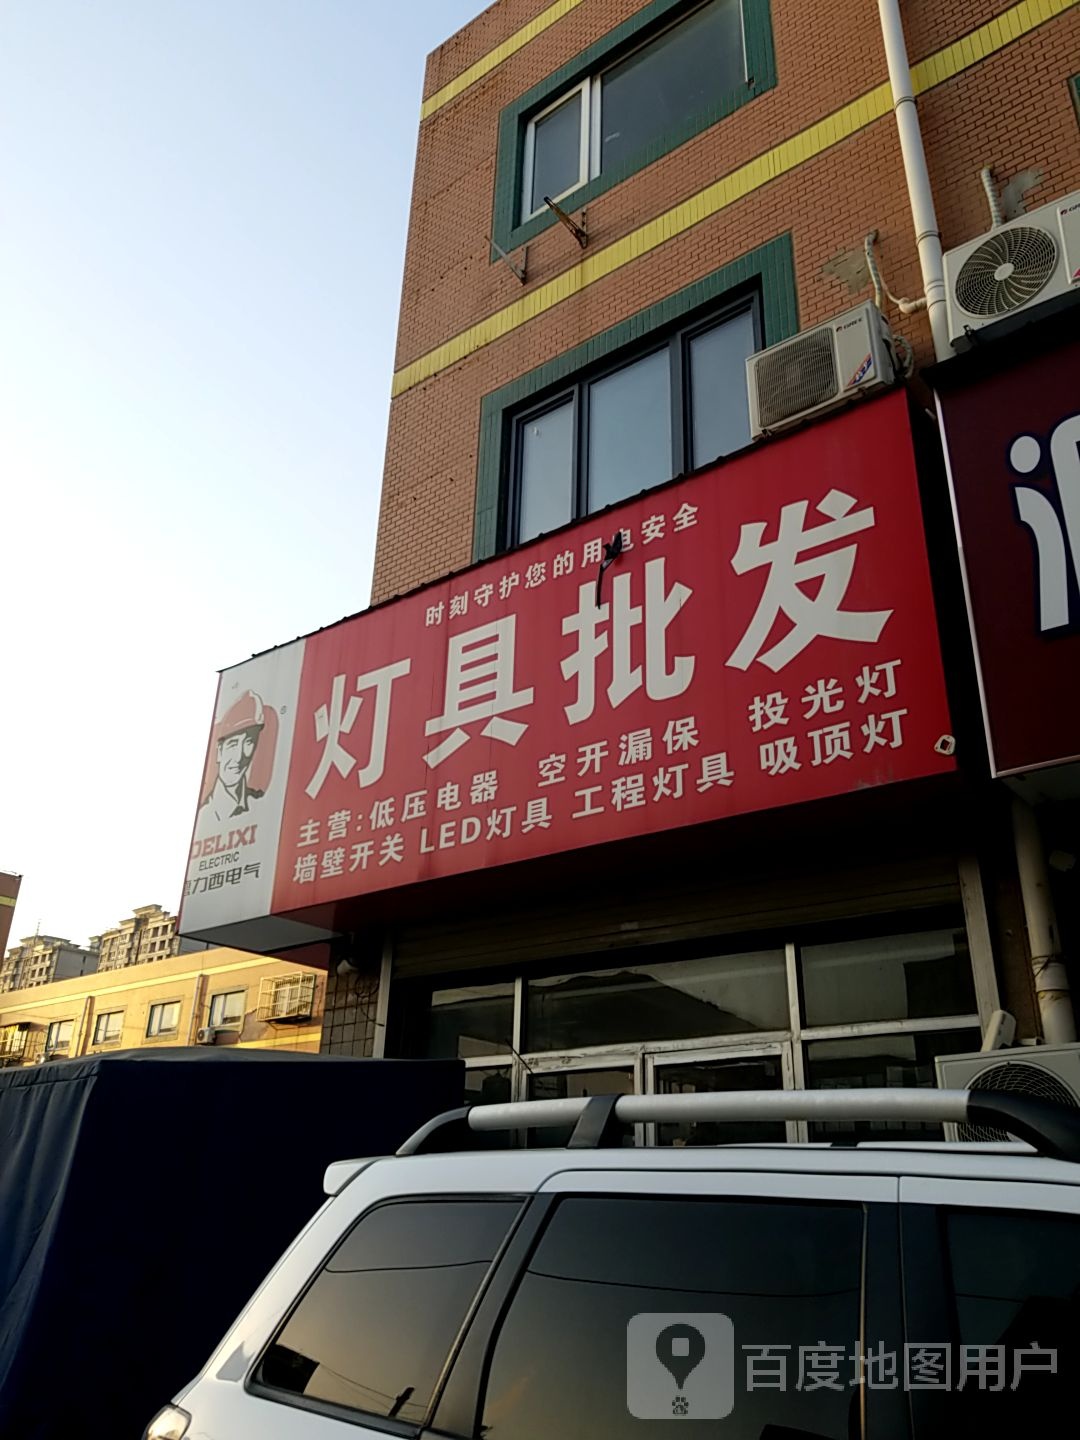 时刻守护您的用电安全
灯具批发
主营:低压电器 空开漏保 投光灯
墙壁开关 LED灯具 工程灯具 吸顶灯
DELIXI
ELECTRIC
德力西电气
GREE
GREE
百度地图用户